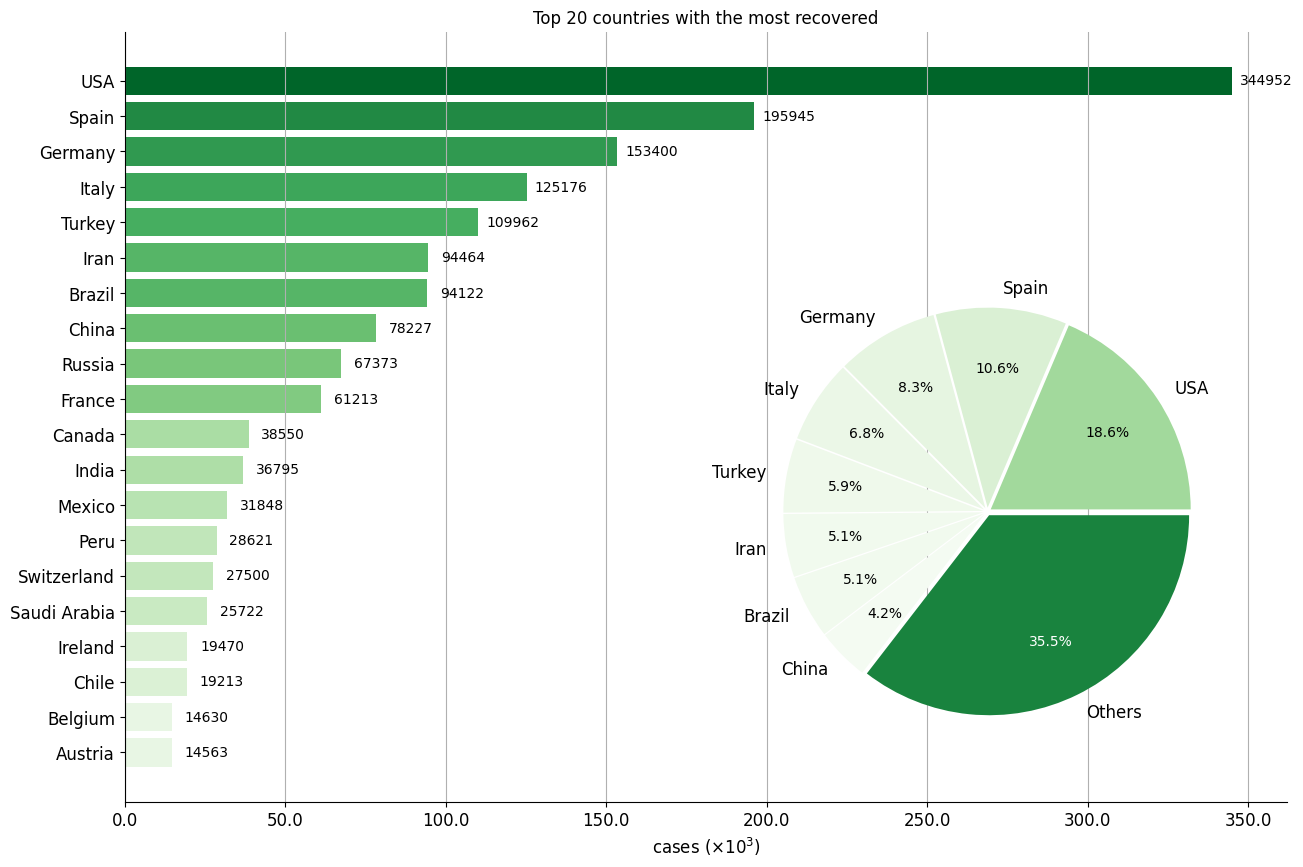 Top 20 countries with the most recovered
USA 344952
Spain 195945
Germany 153400
Italy 125176
Turkey 109962
Iran 94464
Brazil 94122
China 78227
Russia 67373
France 61213
Canada 38550
India 36795
Mexico 31848
Peru 28621
Switzerland 27500
Saudi Arabia 25722
Ireland 19470
Chile 19213
Belgium 14630
Austria 14563
0.0 50.0 100.0 150.0 200.0 250.0 300.0 350.0
cases (×10³)
USA
18.6%
Spain
10.6%
Germany
8.3%
Italy
6.8%
Turkey
5.9%
Iran
5.1%
Brazil
5.1%
China
4.2%
Others
35.5%